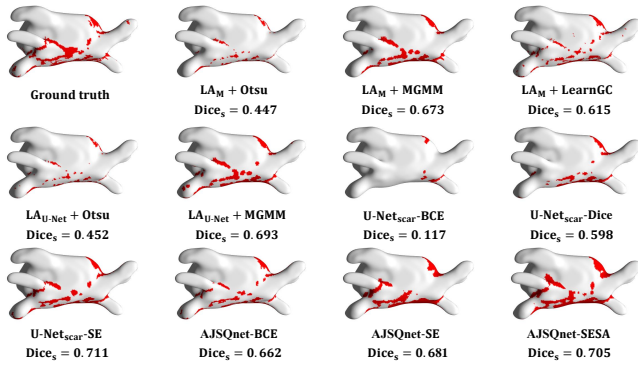 Ground truth
LA_M + Otsu
Dice_s = 0.447
LA_M + MGMM
Dice_s = 0.673
LA_M + LearnGC
Dice_s = 0.615
LA_U-Net + Otsu
Dice_s = 0.452
LA_U-Net + MGMM
Dice_s = 0.693
U-Net_scar-BCE
Dice_s = 0.117
U-Net_scar-Dice
Dice_s = 0.598
U-Net_scar-SE
Dice_s = 0.711
AJSQnet-BCE
Dice_s = 0.662
AJSQnet-SE
Dice_s = 0.681
AJSQnet-SESA
Dice_s = 0.705